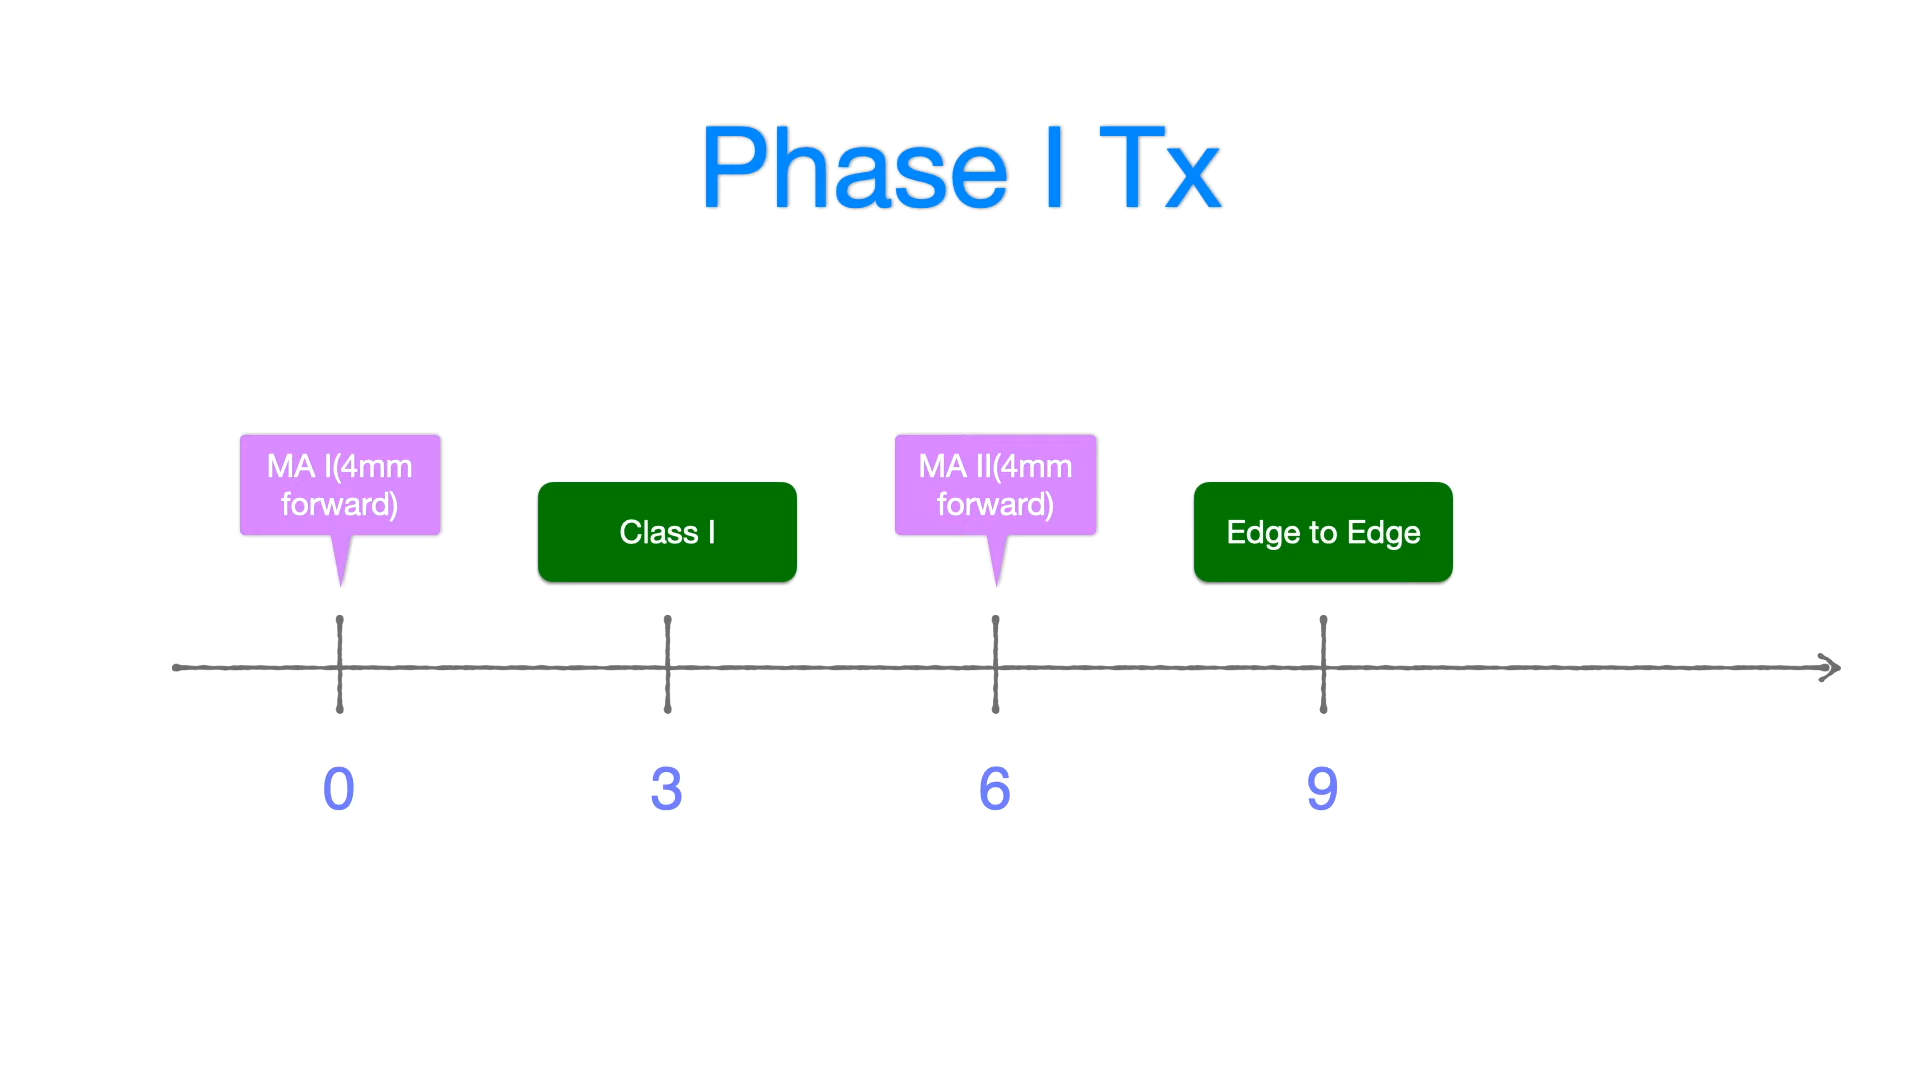 Phase I Tx
MA I(4mm
forward)
Class I
MA II(4mm
forward)
Edge to Edge
0
3
6
9